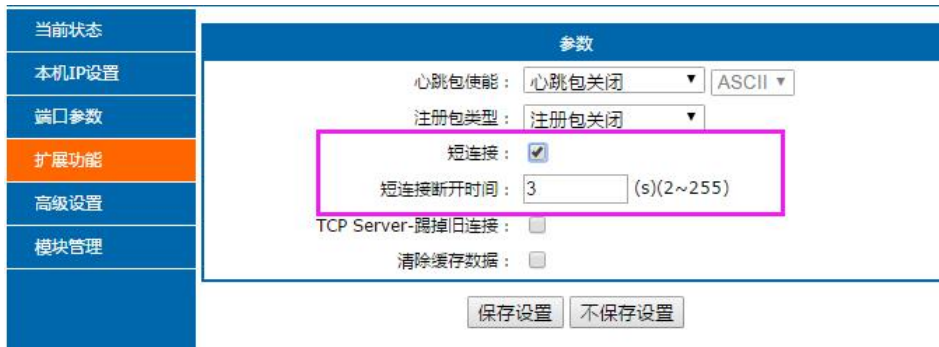 当前状态
本机IP设置
端口参数
扩展功能
高级设置
模块管理
参数
心跳包使能： 心跳包关闭 ASCII
注册包类型： 注册包关闭
短连接：
短连接断开时间： 3 (s)(2~255)
TCP Server-踢掉旧连接：
清除缓存数据：
保存设置 不保存设置